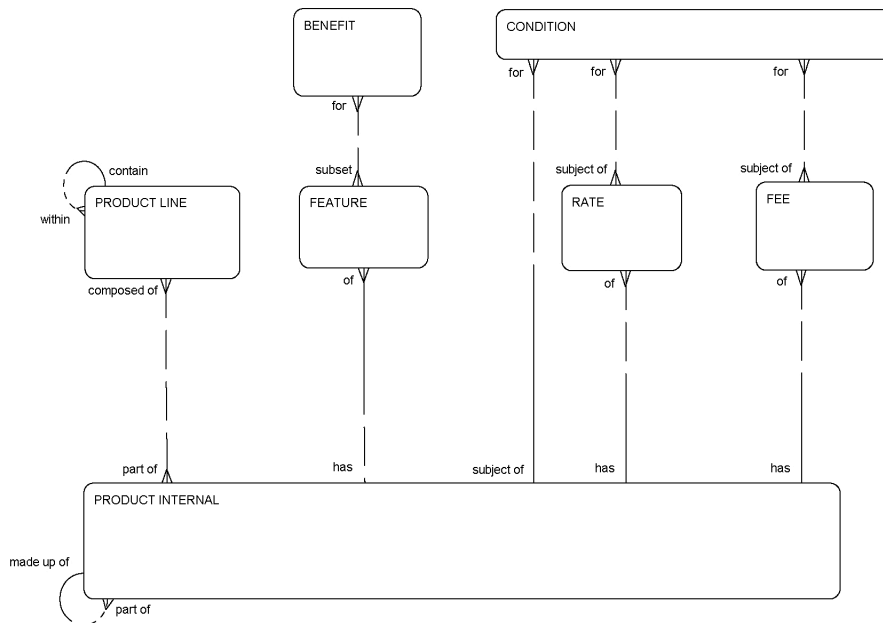 BENEFIT
CONDITION
for
for
for
for
contain
subset
subject of
subject of
within
PRODUCT LINE
FEATURE
RATE
FEE
composed of
of
of
of
part of
has
subject of
has
has
PRODUCT INTERNAL
made up of
part of